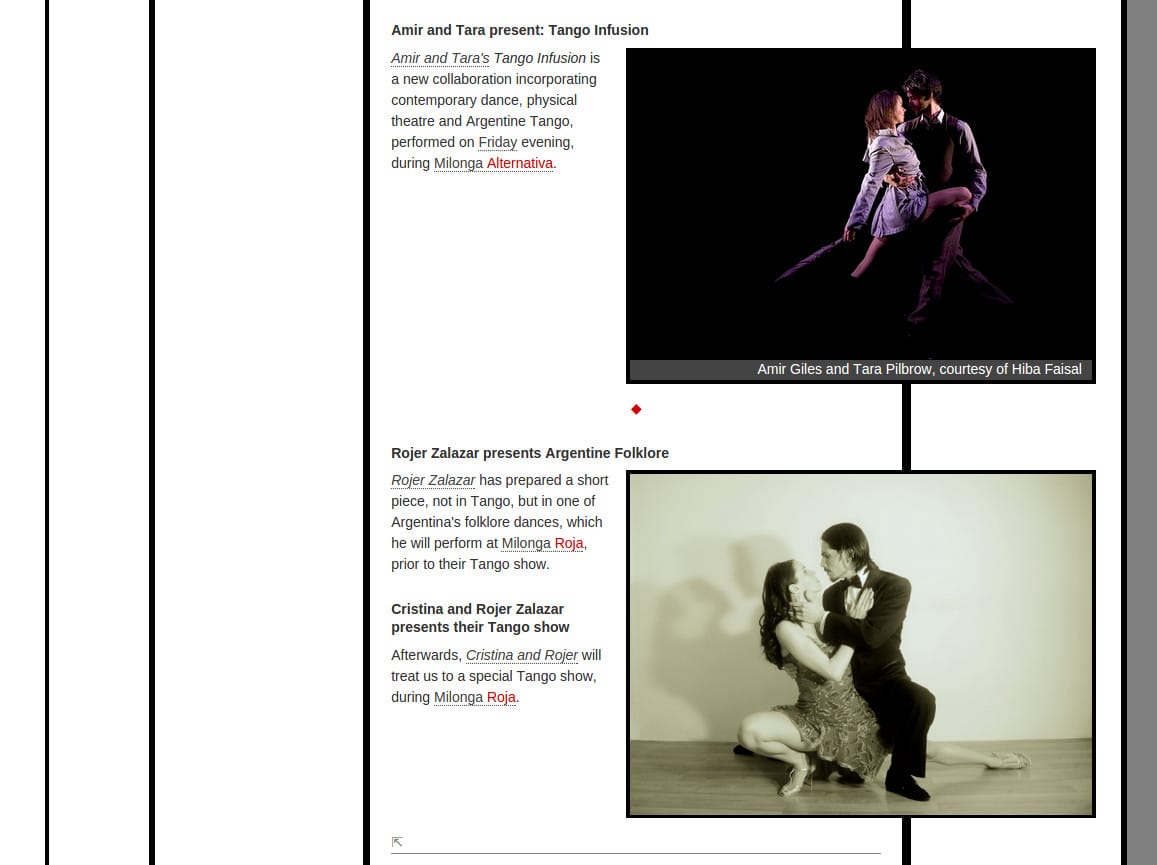 Amir and Tara present: Tango Infusion
Amir and Tara's Tango Infusion is
a new collaboration incorporating
contemporary dance, physical
theatre and Argentine Tango,
performed on Friday evening,
during Milonga Alternativa.
Amir Giles and Tara Pilbrow, courtesy of Hiba Faisal
Rojer Zalazar presents Argentine Folklore
Rojer Zalazar has prepared a short
piece, not in Tango, but in one of
Argentina's folklore dances, which
he will perform at Milonga Roja,
prior to their Tango show.
Cristina and Rojer Zalazar
presents their Tango show
Afterwards, Cristina and Rojer will
treat us to a special Tango show,
during Milonga Roja.